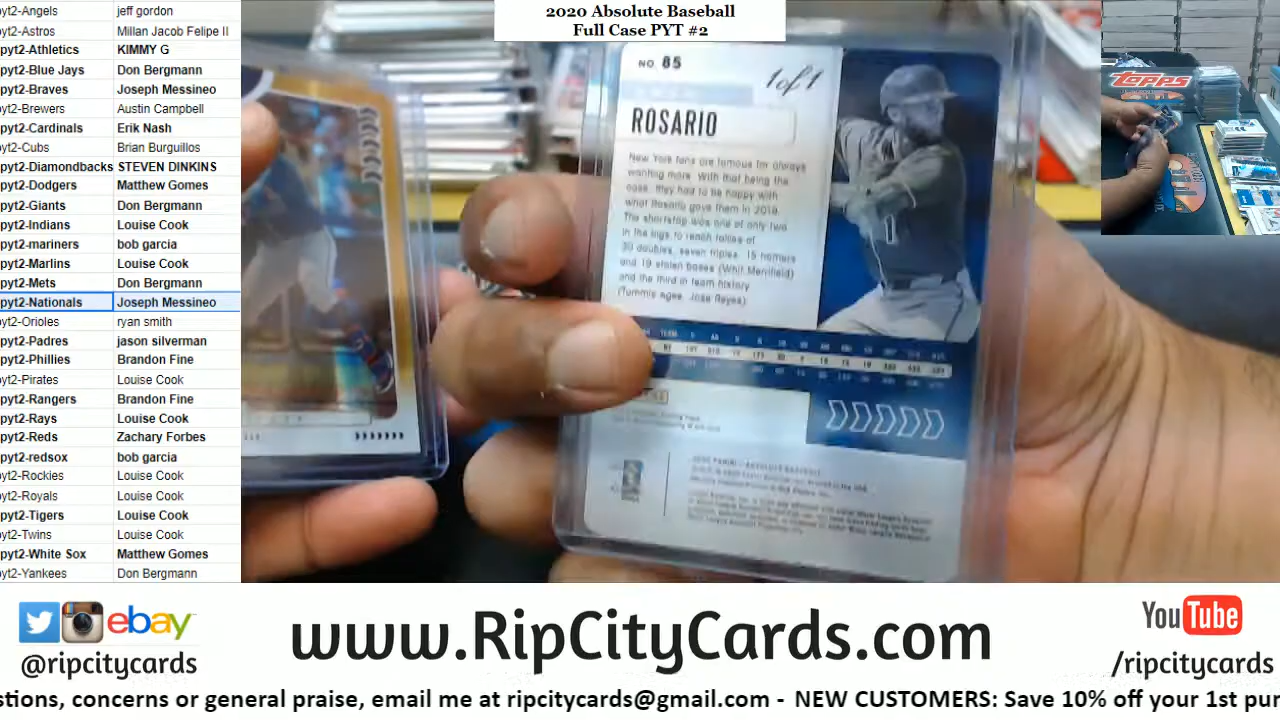 2020 Absolute Baseball
Full Case PYT #2
pyt2-Angels jeff gordon
pyt2-Astros Millan Jacob Felipe II
pyt2-Athletics KIMMY G
pyt2-Blue Jays Don Bergmann
pyt2-Braves Joseph Messineo
pyt2-Brewers Austin Campbell
pyt2-Cardinals Erik Nash
pyt2-Cubs Brian Burguillos
pyt2-Diamondbacks STEVEN DINKINS
pyt2-Dodgers Matthew Gomes
pyt2-Giants Don Bergmann
pyt2-Indians Louise Cook
pyt2-mariners bob garcia
pyt2-Marlins Louise Cook
pyt2-Mets Don Bergmann
pyt2-Nationals Joseph Messineo
pyt2-Orioles ryan smith
pyt2-Padres jason silverman
pyt2-Phillies Brandon Fine
pyt2-Pirates Louise Cook
pyt2-Rangers Brandon Fine
pyt2-Rays Louise Cook
pyt2-Reds Zachary Forbes
pyt2-redsox bob garcia
pyt2-Rockies Louise Cook
pyt2-Royals Louise Cook
pyt2-Tigers Louise Cook
pyt2-Twins Louise Cook
pyt2-White Sox Matthew Gomes
pyt2-Yankees Don Bergmann
NO. 85
1of1
ROSARIO
New York fans are famous for always
wanting more. With that being the
case, they had to be happy with
what Rosario gave them in 2019.
The shortstop was one of only two
in the bigs to reach tallies of
30 doubles, seven triples, 15 homers
and 19 stolen bases (Whit Merrifield)
and the third in team history
(Tommie Agee, Jose Reyes).
Topps
ebay
@ripcitycards
www.RipCityCards.com
YouTube
/ripcitycards
stions, concerns or general praise, email me at ripcitycards@gmail.com - NEW CUSTOMERS: Save 10% off your 1st pur